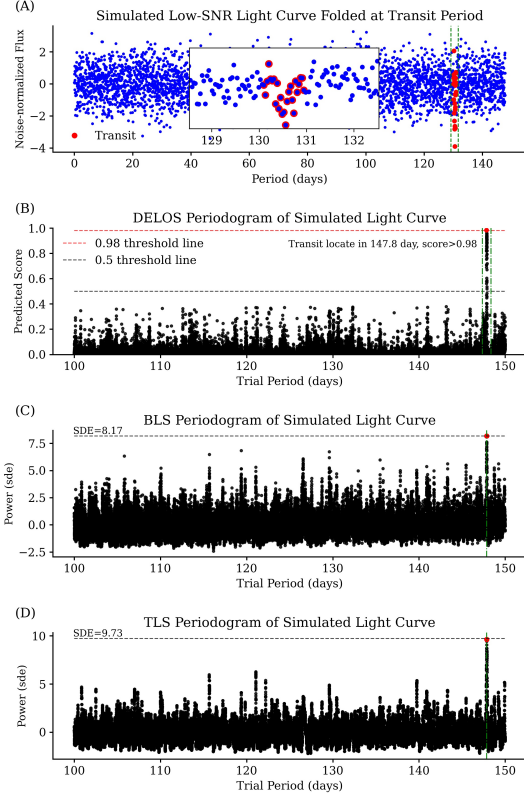 (A)
Simulated Low-SNR Light Curve Folded at Transit Period
Noise-normalized Flux
2
0
−2
−4
Transit
129
130
131
132
0
20
40
60
80
100
120
140
Period (days)
(B)
DELOS Periodogram of Simulated Light Curve
Predicted Score
1.0
0.8
0.6
0.4
0.2
0.0
0.98 threshold line
0.5 threshold line
Transit locate in 147.8 day, score>0.98
100
110
120
130
140
150
Trial Period (days)
(C)
BLS Periodogram of Simulated Light Curve
SDE=8.17
Power (sde)
7.5
5.0
2.5
0.0
−2.5
100
110
120
130
140
150
Trial Period (days)
(D)
TLS Periodogram of Simulated Light Curve
SDE=9.73
Power (sde)
10
5
0
100
110
120
130
140
150
Trial Period (days)